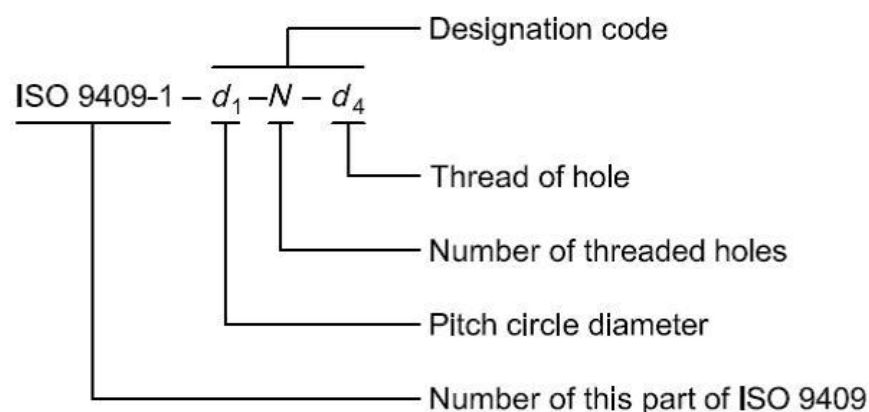 Designation code
ISO 9409-1 – d₁ –N – d₄
Thread of hole
Number of threaded holes
Pitch circle diameter
Number of this part of ISO 9409